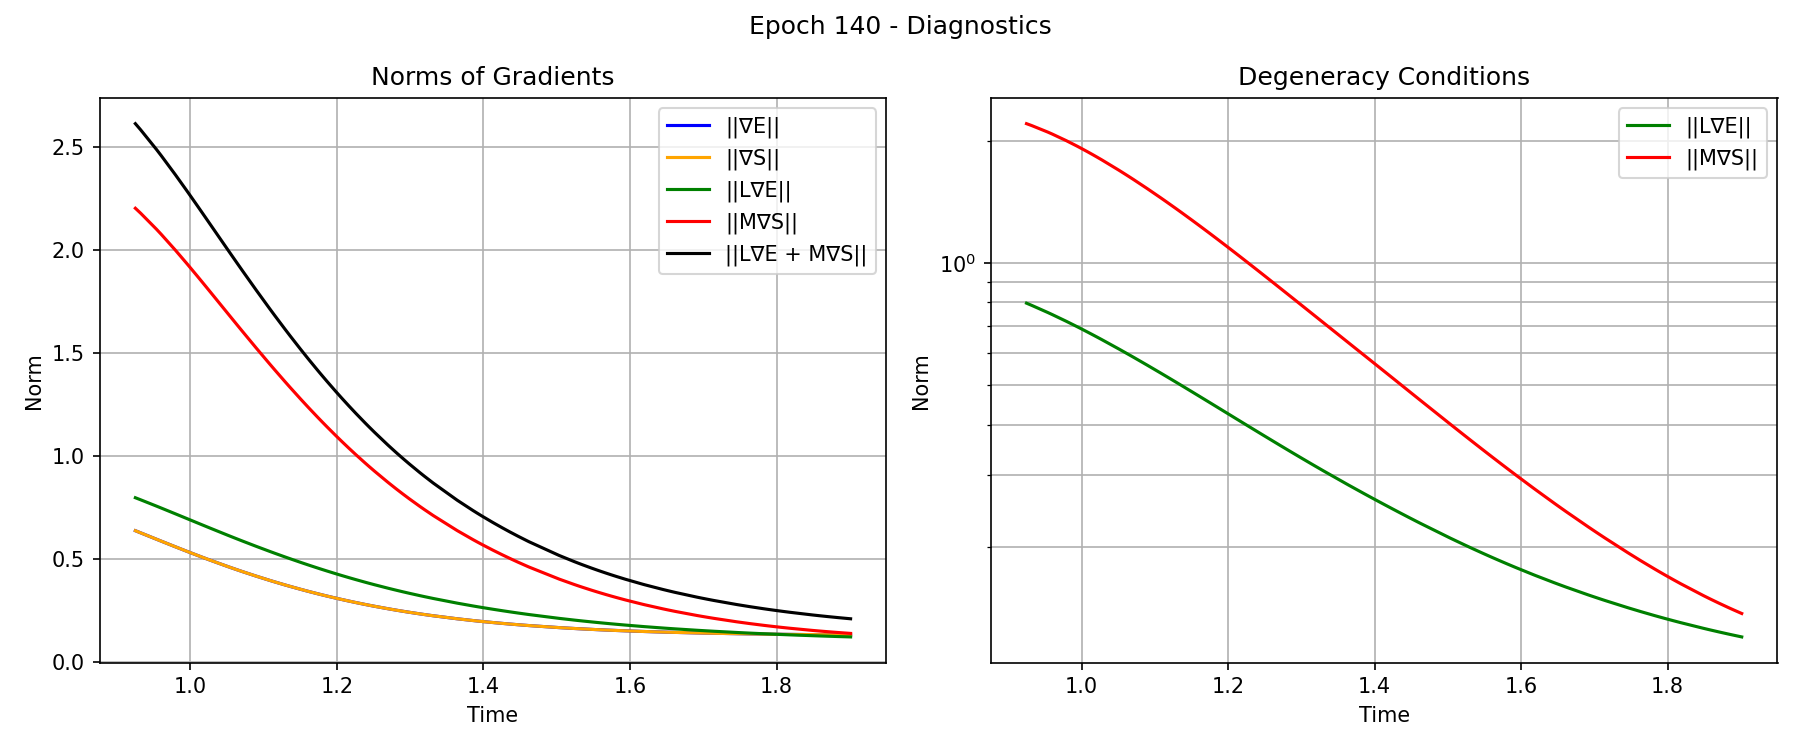 Epoch 140 - Diagnostics
Norms of Gradients
||∇E||
||∇S||
||L∇E||
||M∇S||
||L∇E + M∇S||
2.5
2.0
1.5
1.0
0.5
0.0
Norm
1.0 1.2 1.4 1.6 1.8
Time
Degeneracy Conditions
||L∇E||
||M∇S||
10⁰
Norm
1.0 1.2 1.4 1.6 1.8
Time